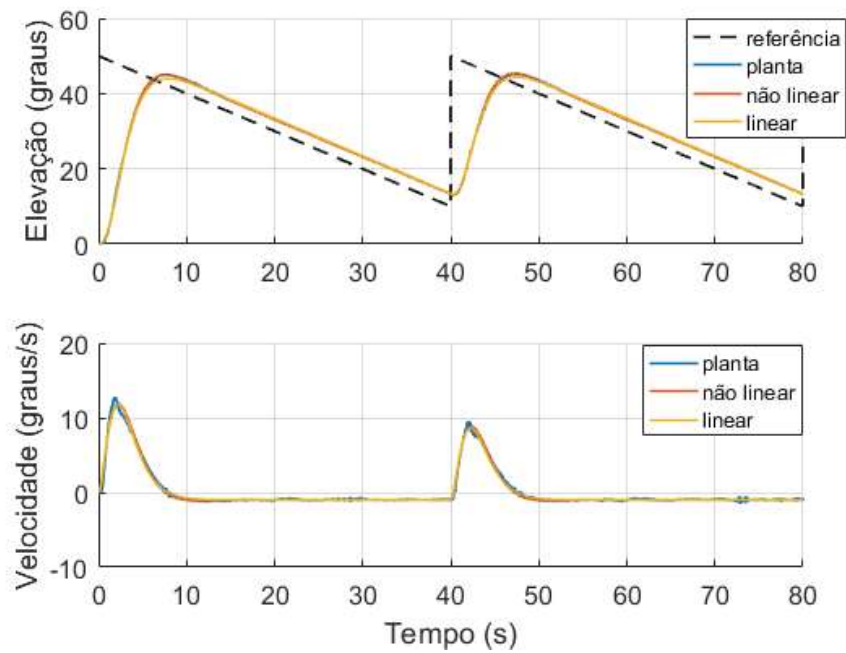 60
40
20
0
Elevação (graus)
referência
planta
não linear
linear
0 10 20 30 40 50 60 70 80
20
10
0
-10
Velocidade (graus/s)
planta
não linear
linear
0 10 20 30 40 50 60 70 80
Tempo (s)